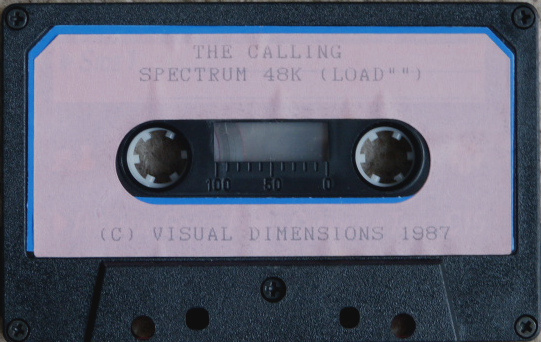 THE CALLING
SPECTRUM 48K (LOAD"")
100 50 0
(C) VISUAL DIMENSIONS 1987